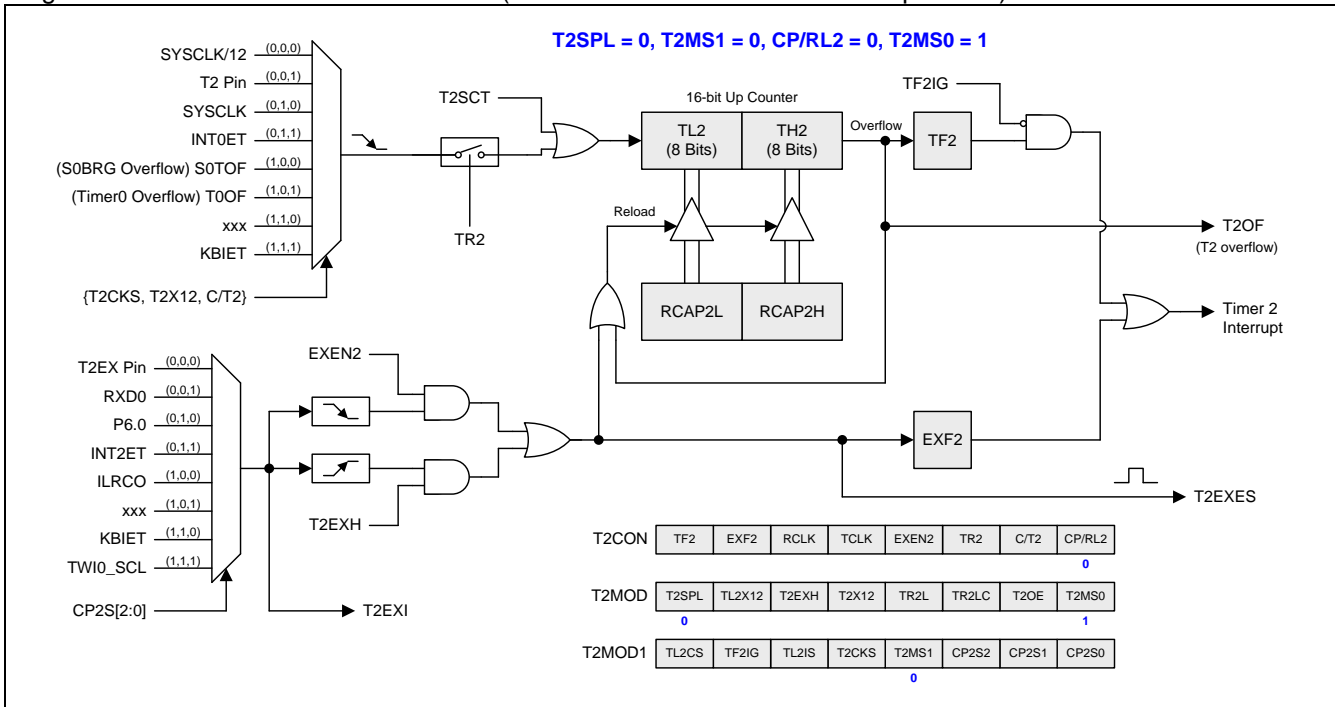 T2SPL = 0, T2MS1 = 0, CP/RL2 = 0, T2MS0 = 1
SYSCLK/12 (0,0,0)
T2 Pin (0,0,1)
SYSCLK (0,1,0)
INT0ET (0,1,1)
(S0BRG Overflow) S0TOF (1,0,0)
(Timer0 Overflow) T0OF (1,0,1)
xxx (1,1,0)
KBIET (1,1,1)
{T2CKS, T2X12, C/T2}
TR2
T2SCT
16-bit Up Counter
TL2
(8 Bits)
TH2
(8 Bits)
Overflow
TF2
TF2IG
Reload
RCAP2L
RCAP2H
T2OF
(T2 overflow)
Timer 2
Interrupt
T2EX Pin (0,0,0)
RXD0 (0,0,1)
P6.0 (0,1,0)
INT2ET (0,1,1)
ILRCO (1,0,0)
xxx (1,0,1)
KBIET (1,1,0)
TWI0_SCL (1,1,1)
CP2S[2:0]
EXEN2
T2EXH
T2EXI
EXF2
T2EXES
T2CON TF2 EXF2 RCLK TCLK EXEN2 TR2 C/T2 CP/RL2
0
T2MOD T2SPL TL2X12 T2EXH T2X12 TR2L TR2LC T2OE T2MS0
0 1
T2MOD1 TL2CS TF2IG TL2IS T2CKS T2MS1 CP2S2 CP2S1 CP2S0
0